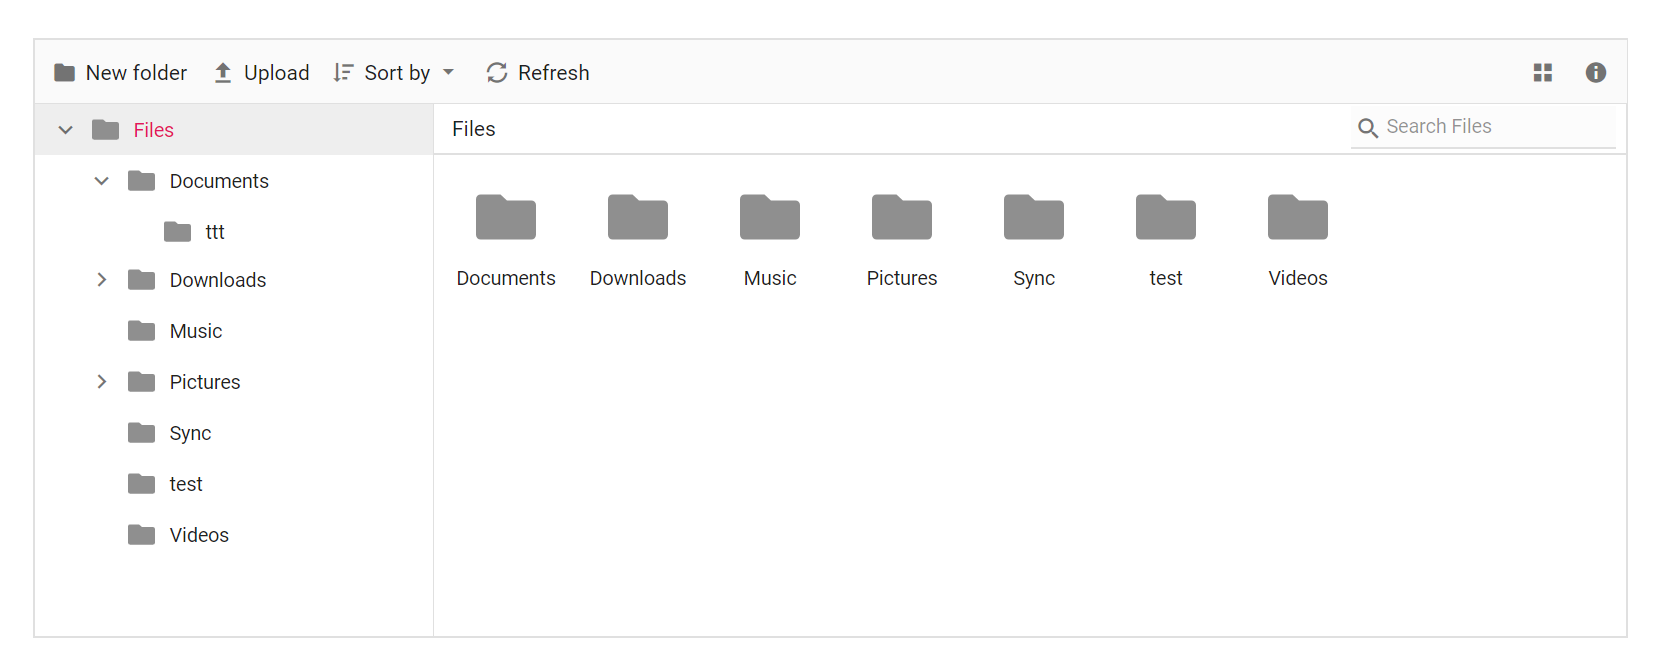 New folder Upload Sort by Refresh
Files
Documents
ttt
Downloads
Music
Pictures
Sync
test
Videos
Files Search Files
Documents Downloads Music Pictures Sync test Videos